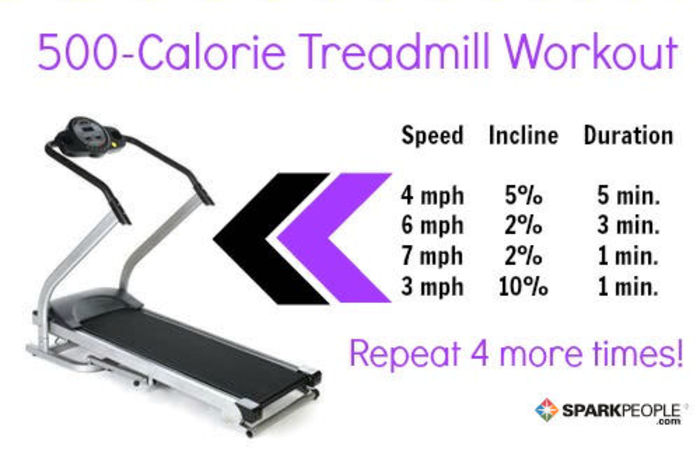 500-Calorie Treadmill Workout
Speed Incline Duration
4 mph 5% 5 min.
6 mph 2% 3 min.
7 mph 2% 1 min.
3 mph 10% 1 min.
Repeat 4 more times!
SPARKPEOPLE
.com